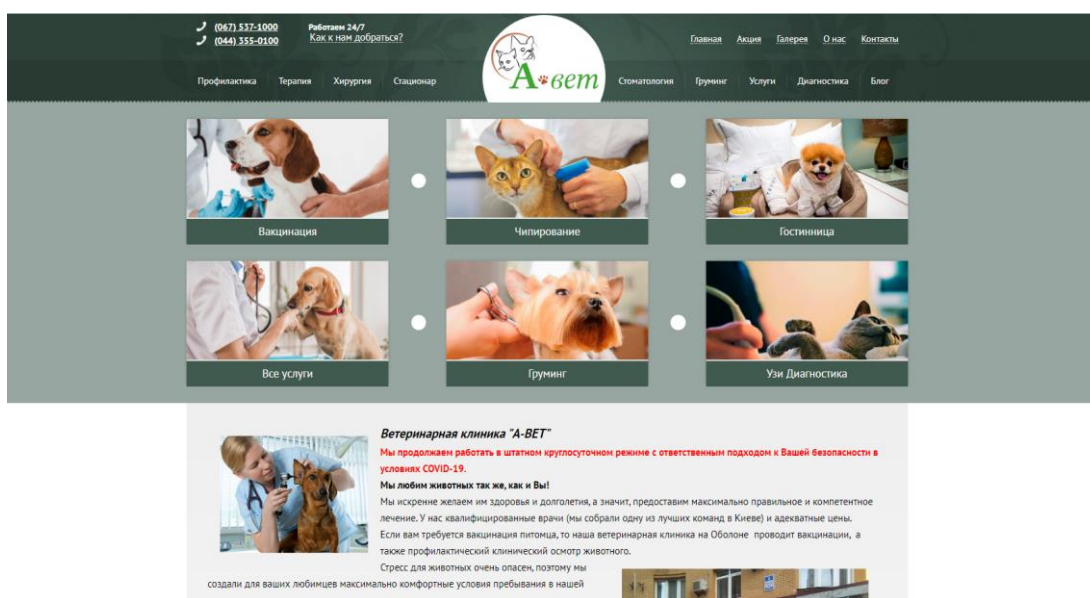 (067) 537-1000
Работаем 24/7
(044) 355-0100
Как к нам добраться?
Главная Акция Галерея О нас Контакты
А вет
Профилактика Терапия Хирургия Стационар
Стоматология Груминг Услуги Диагностика Блог
Вакцинация
Чипирование
Гостинница
Все услуги
Груминг
Узи Диагностика
Ветеринарная клиника "А-ВЕТ"
Мы продолжаем работать в штатном круглосуточном режиме с ответственным подходом к Вашей безопасности в
условиях COVID-19.
Мы любим животных так же, как и Вы!
Мы искренне желаем им здоровья и долголетия, а значит, предоставим максимально правильное и компетентное
лечение. У нас квалифицированные врачи (мы собрали одну из лучших команд в Киеве) и адекватные цены.
Если вам требуется вакцинация питомца, то наша ветеринарная клиника на Оболоне проводит вакцинации, а
также профилактический клинический осмотр животного.
Стресс для животных очень опасен, поэтому мы
создали для ваших любимцев максимально комфортные условия пребывания в нашей